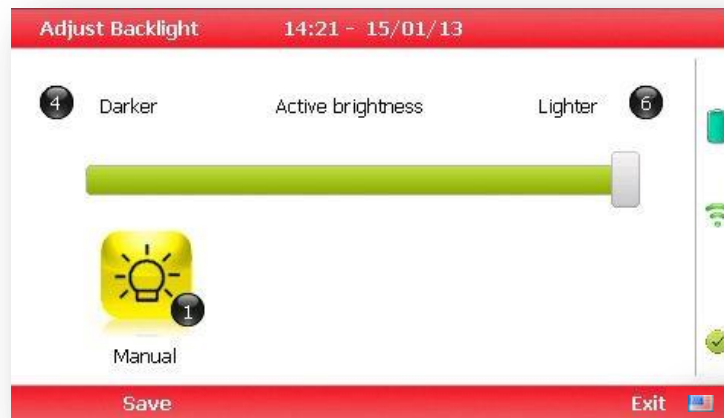 Adjust Backlight 14:21 - 15/01/13
4 Darker Active brightness Lighter 6
1
Manual
Save Exit